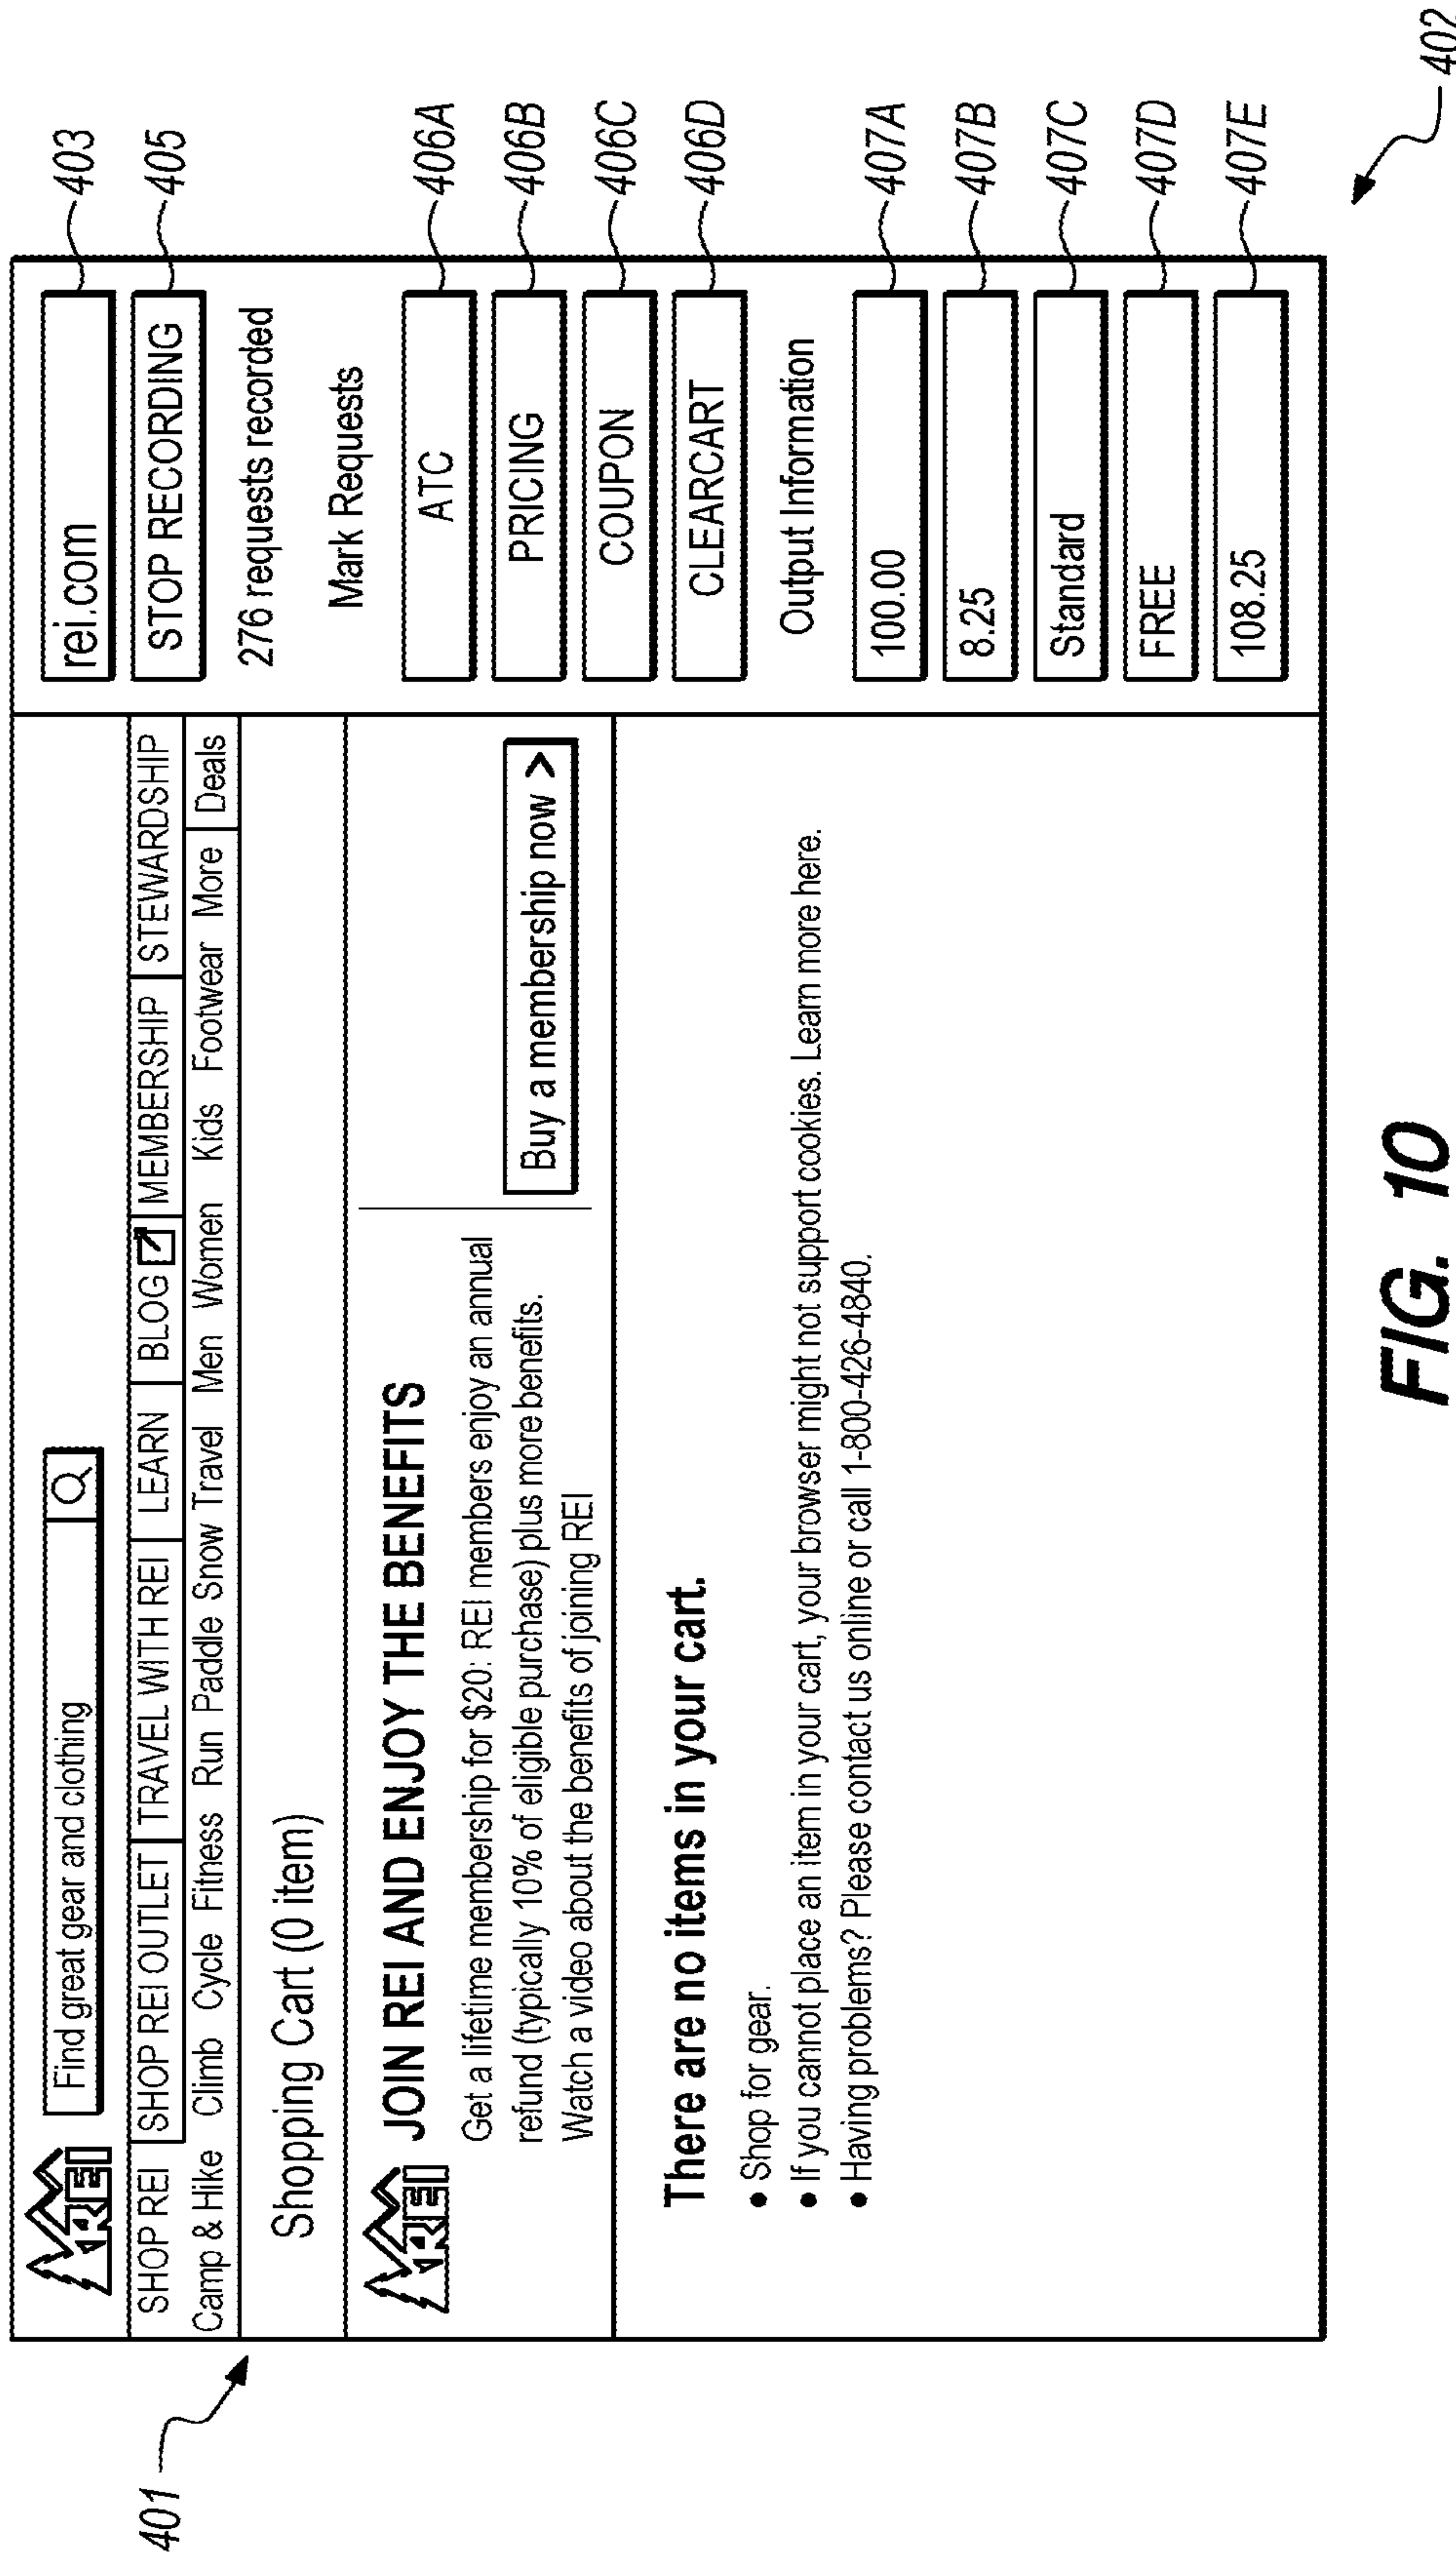 401
REI
Find great gear and clothing
SHOP REI SHOP REI OUTLET TRAVEL WITH REI LEARN BLOG MEMBERSHIP STEWARDSHIP
Camp & Hike Climb Cycle Fitness Run Paddle Snow Travel Men Women Kids Footwear More Deals
Shopping Cart (0 item)
REI
JOIN REI AND ENJOY THE BENEFITS
Get a lifetime membership for $20: REI members enjoy an annual
refund (typically 10% of eligible purchase) plus more benefits.
Watch a video about the benefits of joining REI
Buy a membership now >
There are no items in your cart.
• Shop for gear.
• If you cannot place an item in your cart, your browser might not support cookies. Learn more here.
• Having problems? Please contact us online or call 1-800-426-4840.
rei.com 403
STOP RECORDING 405
276 requests recorded
Mark Requests
ATC 406A
PRICING 406B
COUPON 406C
CLEARCART 406D
Output Information
100.00 407A
8.25 407B
Standard 407C
FREE 407D
108.25 407E
402
FIG. 10